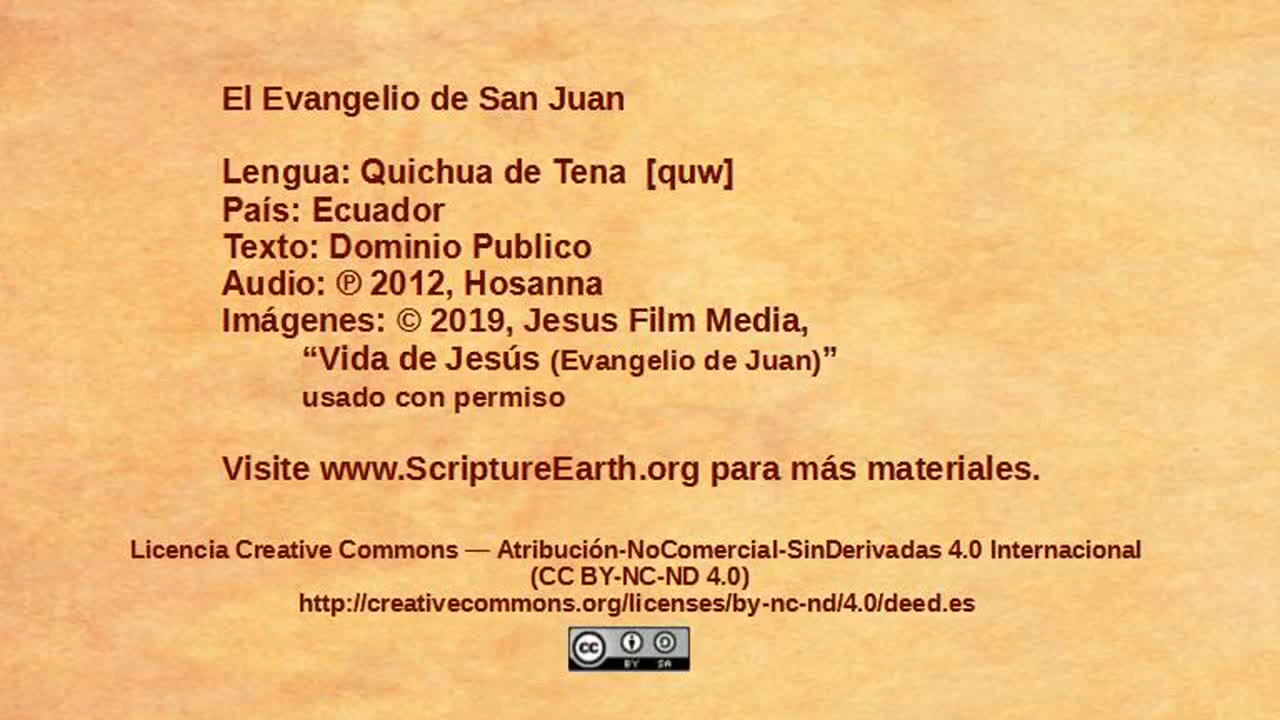 El Evangelio de San Juan
Lengua: Quichua de Tena [quw]
País: Ecuador
Texto: Dominio Publico
Audio: ℗ 2012, Hosanna
Imágenes: © 2019, Jesus Film Media,
“Vida de Jesús (Evangelio de Juan)”
usado con permiso
Visite www.ScriptureEarth.org para más materiales.
Licencia Creative Commons — Atribución-NoComercial-SinDerivadas 4.0 Internacional
(CC BY-NC-ND 4.0)
http://creativecommons.org/licenses/by-nc-nd/4.0/deed.es
cc
BY SA